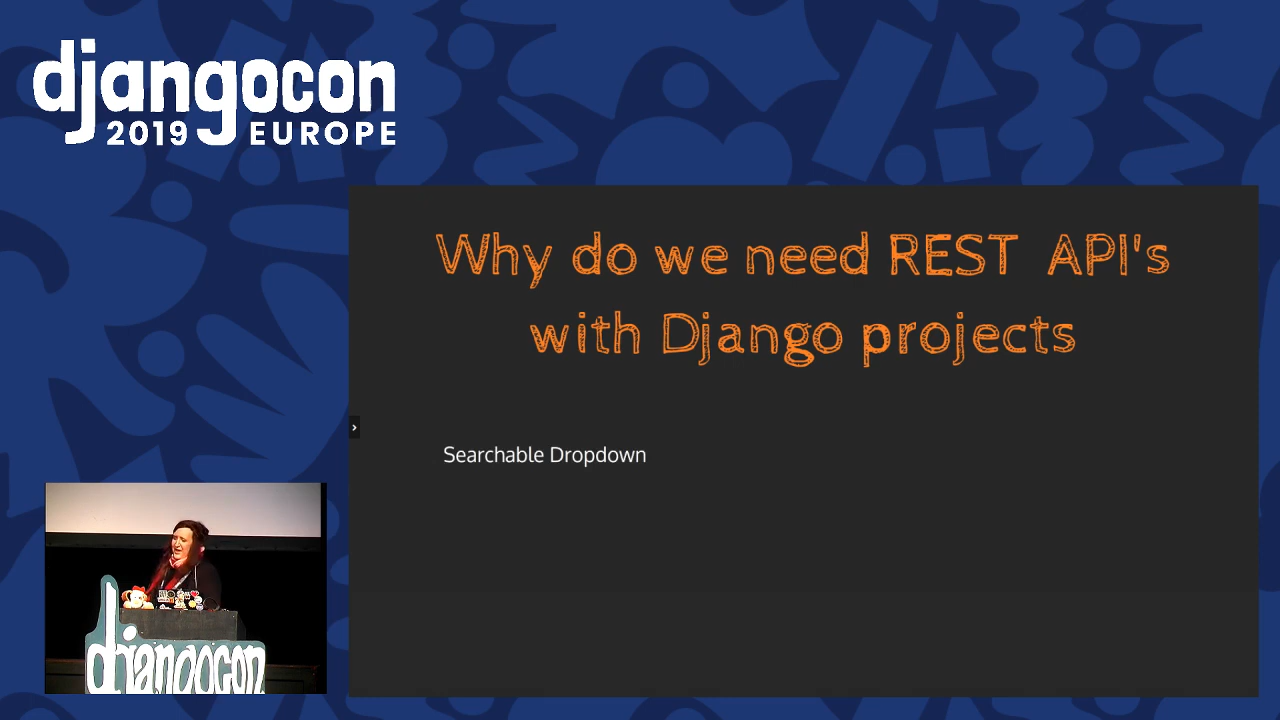 djangocon
2019 EUROPE
Why do we need REST API's
with Django projects
Searchable Dropdown
djangocon